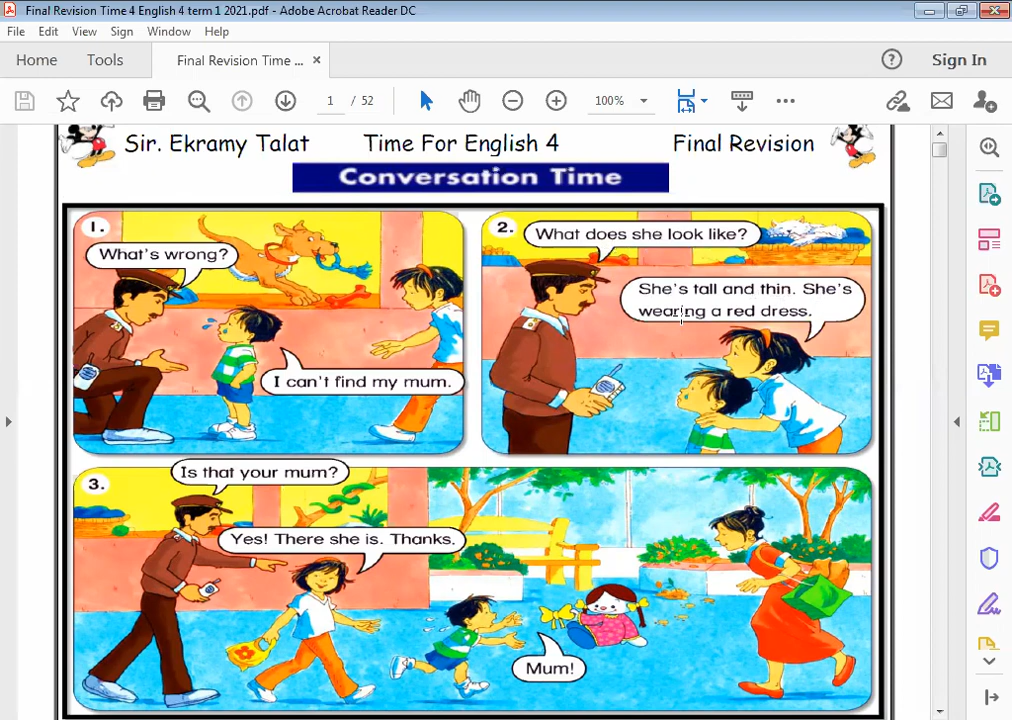 Final Revision Time 4 English 4 term 1 2021.pdf - Adobe Acrobat Reader DC
File Edit View Sign Window Help
Home Tools Final Revision Time ... × ? Sign In
1 / 52 100%
Sir. Ekramy Talat Time For English 4 Final Revision
Conversation Time
1.
What's wrong?
I can't find my mum.
2.
What does she look like?
She's tall and thin. She's
wearing a red dress.
3.
Is that your mum?
Yes! There she is. Thanks.
Mum!